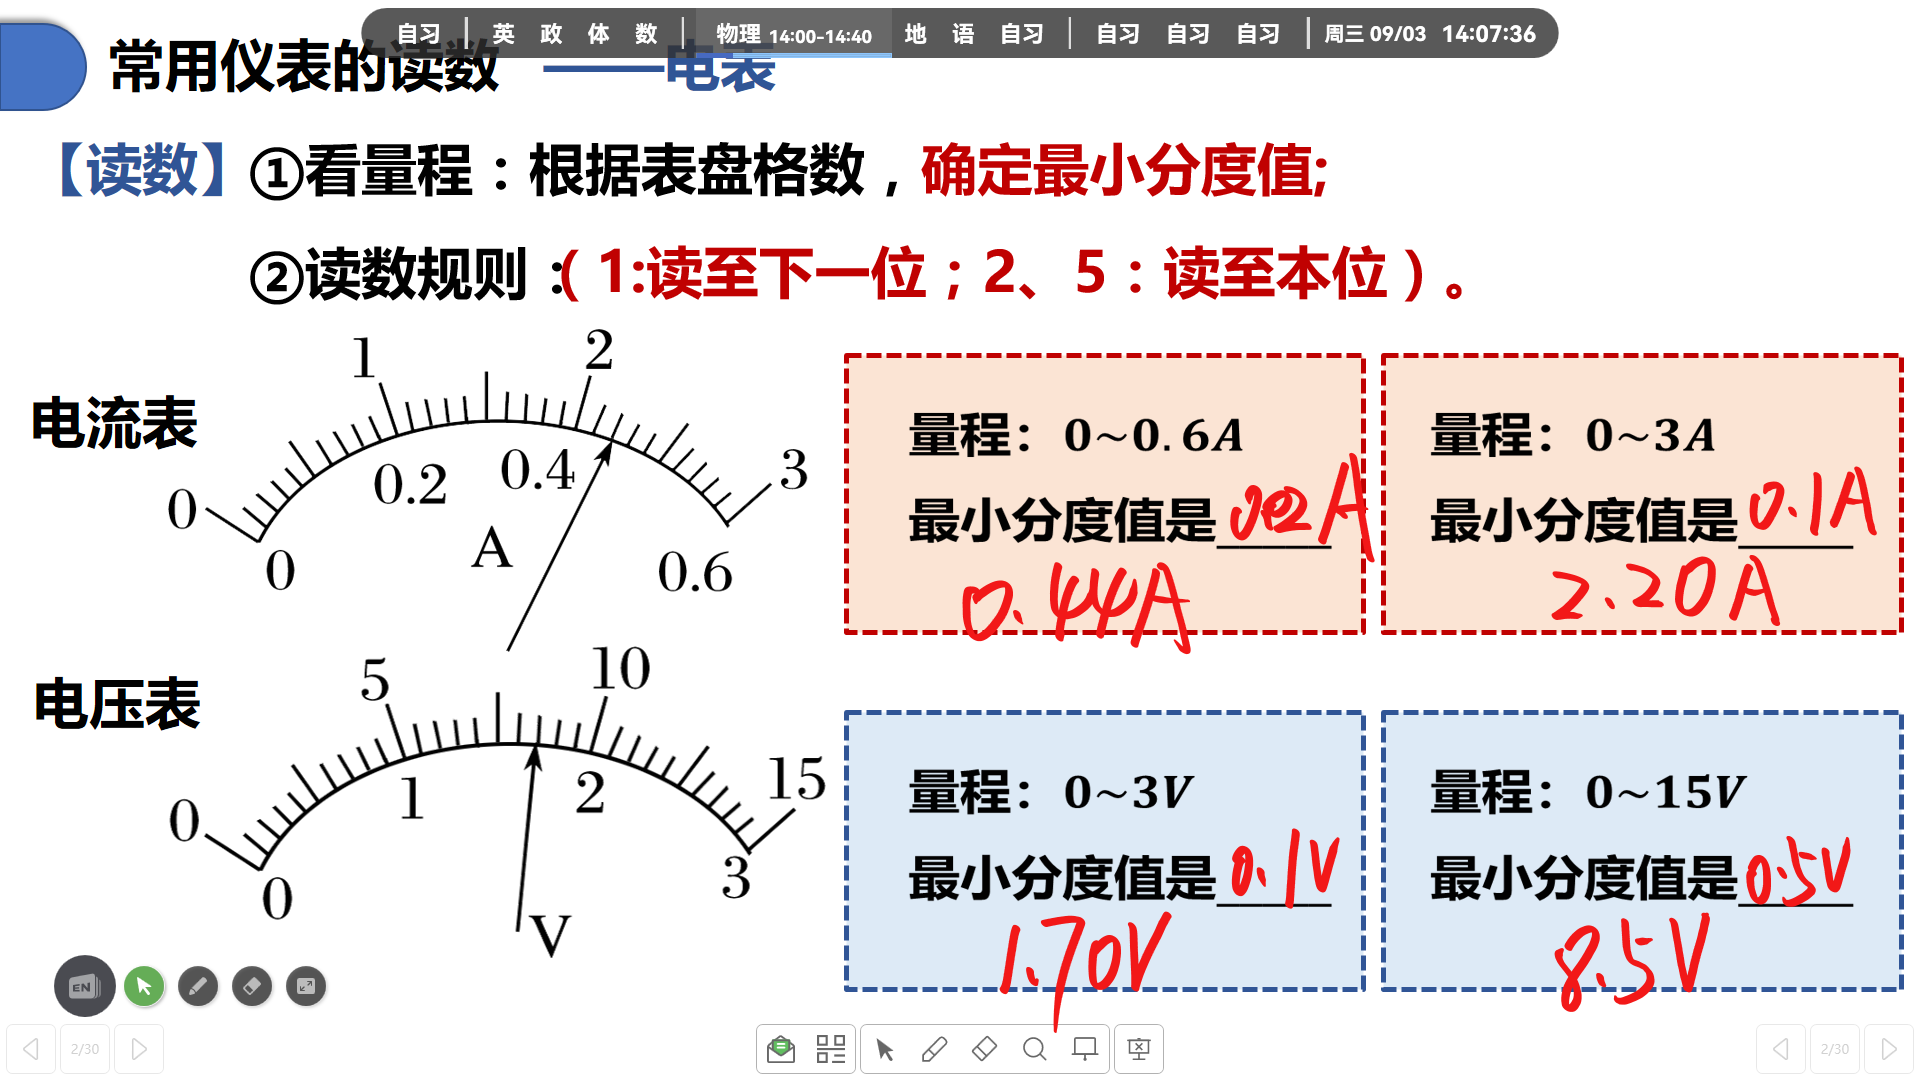 自习 | 英 政 体 数 | 物理 14:00-14:40 地 语 自习 | 自习 自习 自习 | 周三 09/03 14:07:36
常用仪表的读数 ——电表
【读数】①看量程：根据表盘格数，确定最小分度值;
②读数规则：（1:读至下一位；2、5：读至本位）。
电流表
0 1 2 3
0 0.2 0.4 0.6
A
量程：0~0.6A
最小分度值是0.02A
0.44A
量程：0~3A
最小分度值是0.1A
2.20A
电压表
0 5 10 15
0 1 2 3
V
量程：0~3V
最小分度值是0.1V
1.70V
量程：0~15V
最小分度值是0.5V
8.5V
EN
2/30
2/30